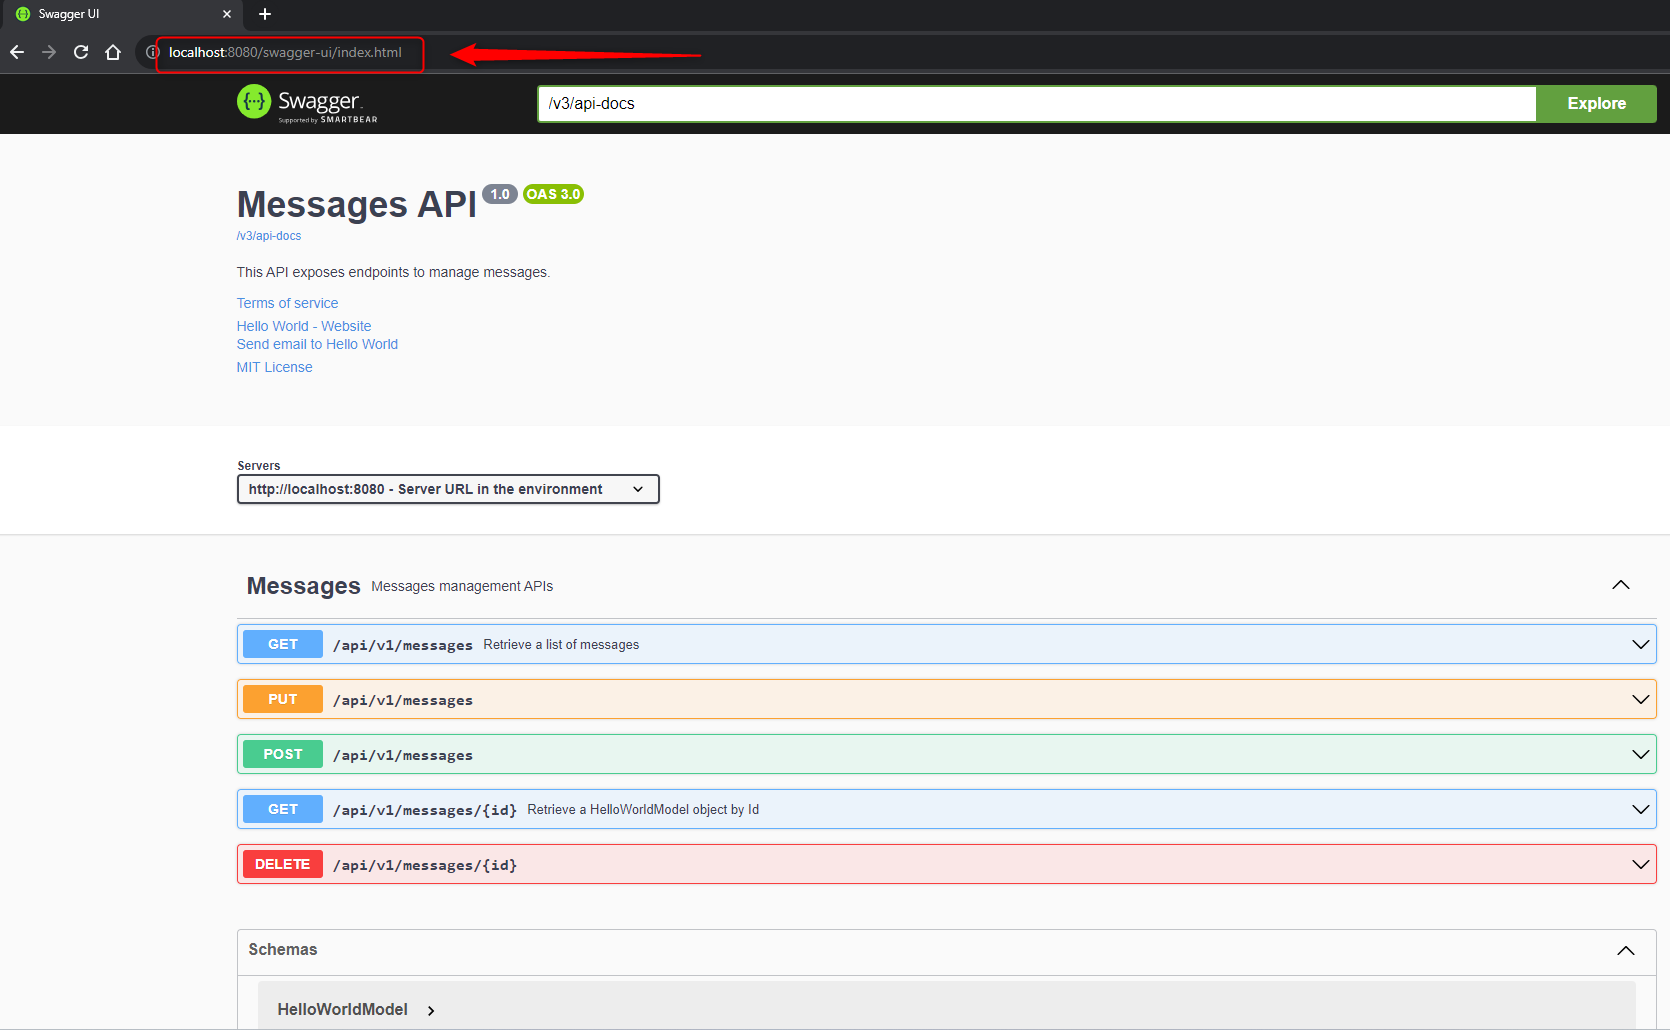 Swagger UI
localhost:8080/swagger-ui/index.html
Swagger.
Supported by SMARTBEAR
/v3/api-docs
Explore
Messages API 1.0 OAS 3.0
/v3/api-docs
This API exposes endpoints to manage messages.
Terms of service
Hello World - Website
Send email to Hello World
MIT License
Servers
http://localhost:8080 - Server URL in the environment
Messages Messages management APIs
GET /api/v1/messages Retrieve a list of messages
PUT /api/v1/messages
POST /api/v1/messages
GET /api/v1/messages/{id} Retrieve a HelloWorldModel object by Id
DELETE /api/v1/messages/{id}
Schemas
HelloWorldModel